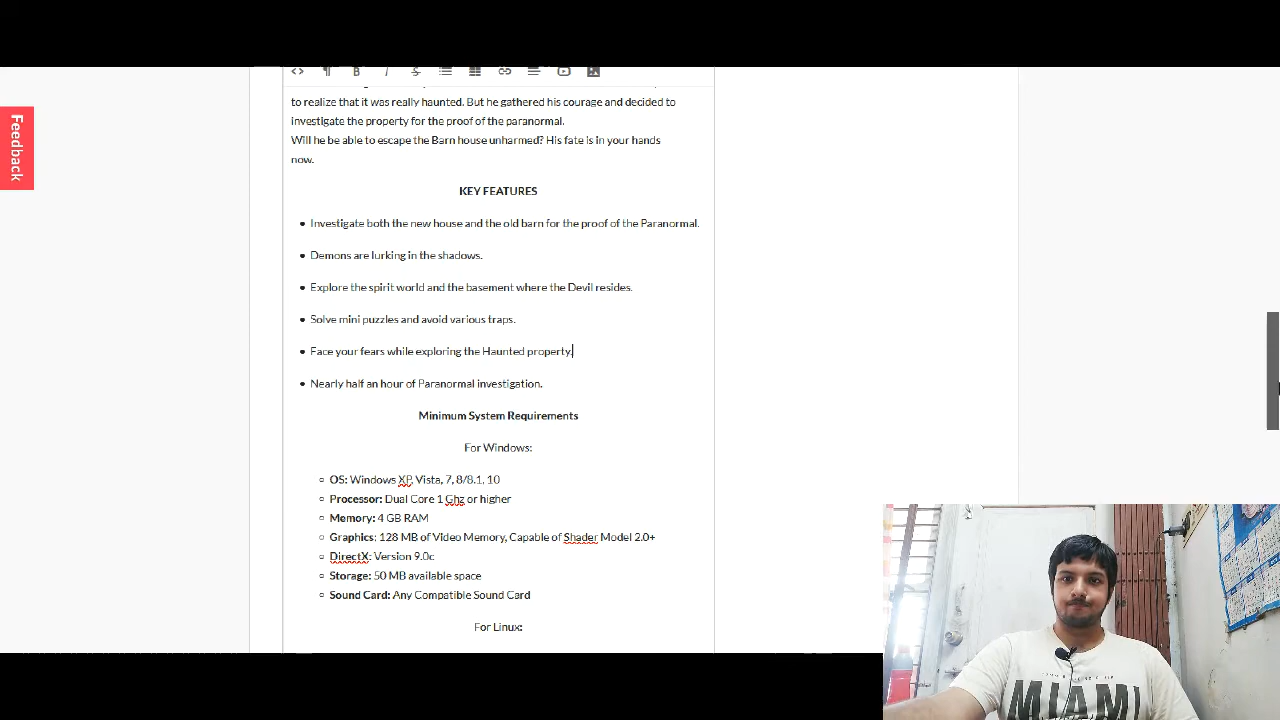 Feedback
to realize that it was really haunted. But he gathered his courage and decided to
investigate the property for the proof of the paranormal.
Will he be able to escape the Barn house unharmed? His fate is in your hands
now.
KEY FEATURES
Investigate both the new house and the old barn for the proof of the Paranormal.
Demons are lurking in the shadows.
Explore the spirit world and the basement where the Devil resides.
Solve mini puzzles and avoid various traps.
Face your fears while exploring the Haunted property.
Nearly half an hour of Paranormal investigation.
Minimum System Requirements
For Windows:
OS: Windows XP, Vista, 7, 8/8.1, 10
Processor: Dual Core 1 Ghz or higher
Memory: 4 GB RAM
Graphics: 128 MB of Video Memory, Capable of Shader Model 2.0+
DirectX: Version 9.0c
Storage: 50 MB available space
Sound Card: Any Compatible Sound Card
For Linux:
MIAMI